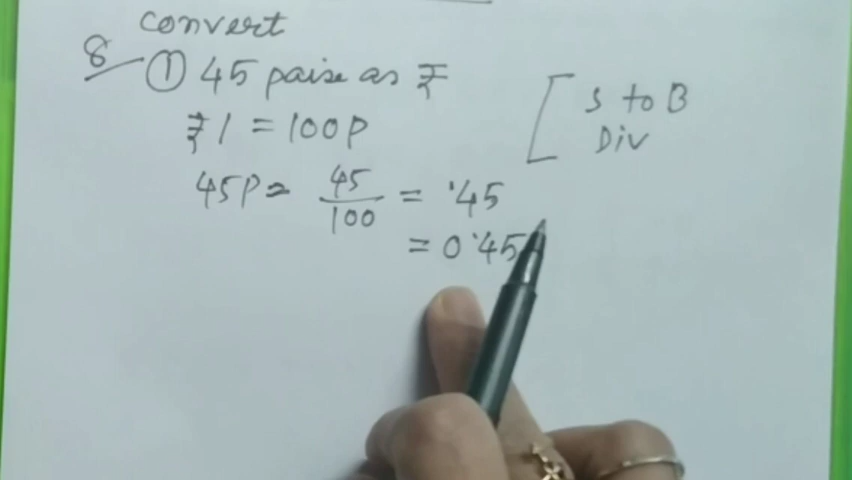 convert
8 ① 45 paise as ₹
₹1 = 100P
45P = 45/100 = ·45
= 0·45
[ S to B
Div